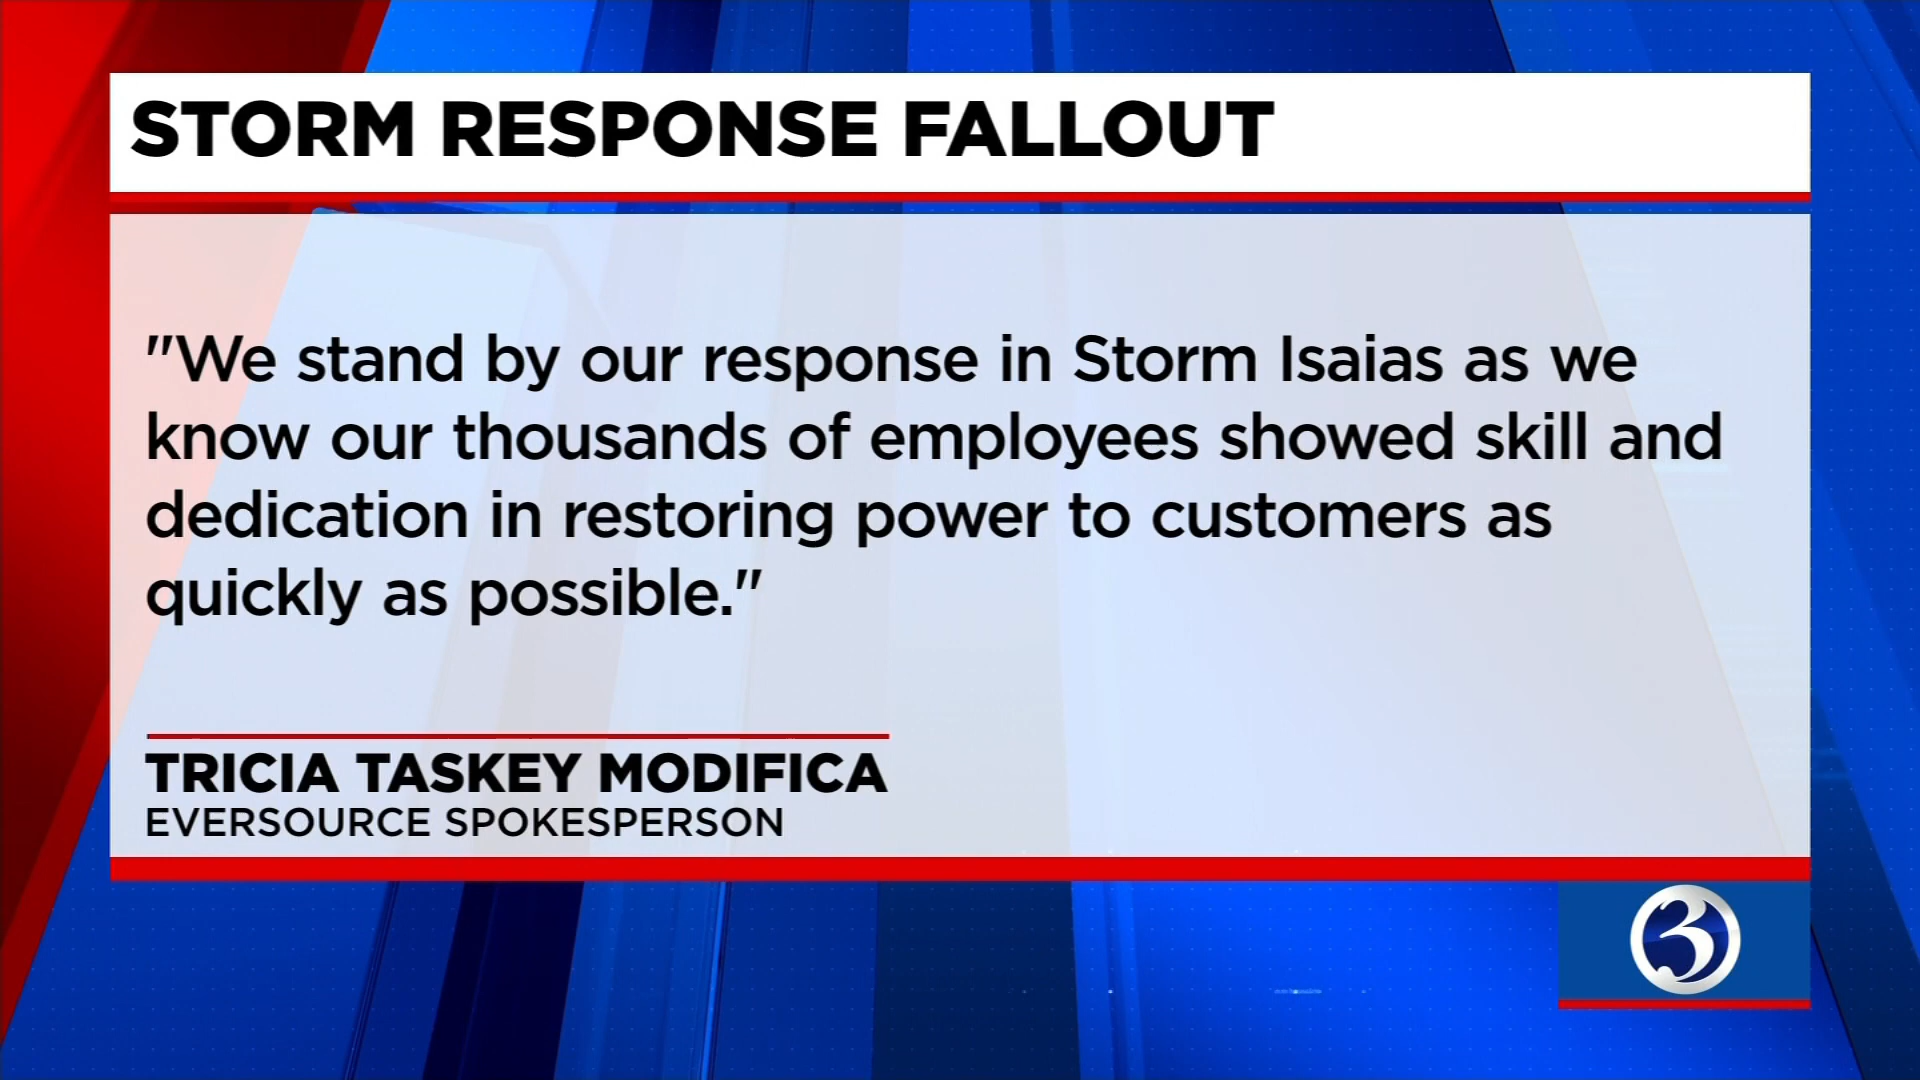 STORM RESPONSE FALLOUT
"We stand by our response in Storm Isaias as we
know our thousands of employees showed skill and
dedication in restoring power to customers as
quickly as possible."
TRICIA TASKEY MODIFICA
EVERSOURCE SPOKESPERSON
3